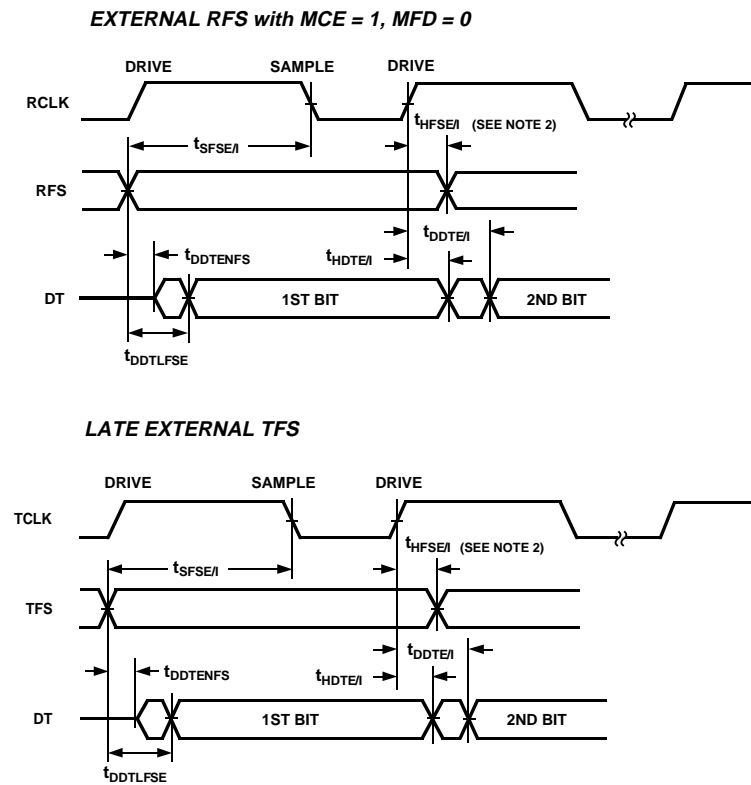 EXTERNAL RFS with MCE = 1, MFD = 0
DRIVE SAMPLE DRIVE
RCLK
tHFSE/I (SEE NOTE 2)
tSFSE/I
RFS
tDDTE/I
tDDTENFS
tHDTE/I
DT 1ST BIT 2ND BIT
tDDTLFSE
LATE EXTERNAL TFS
DRIVE SAMPLE DRIVE
TCLK
tHFSE/I (SEE NOTE 2)
tSFSE/I
TFS
tDDTE/I
tDDTENFS
tHDTE/I
DT 1ST BIT 2ND BIT
tDDTLFSE